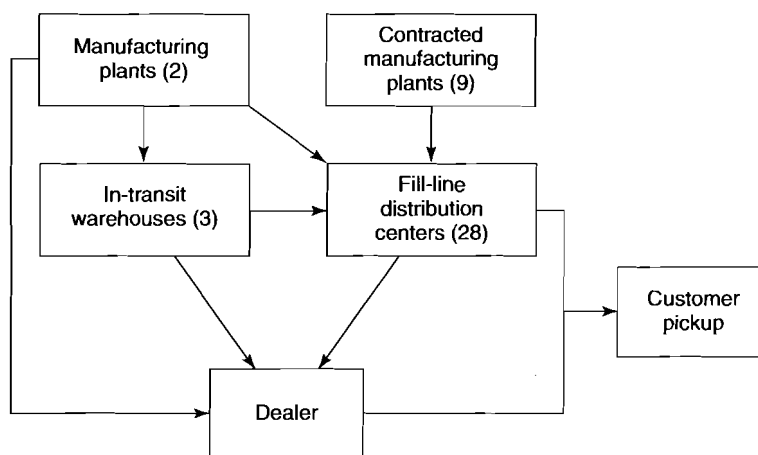 Manufacturing
plants (2)
Contracted
manufacturing
plants (9)
In-transit
warehouses (3)
Fill-line
distribution
centers (28)
Customer
pickup
Dealer